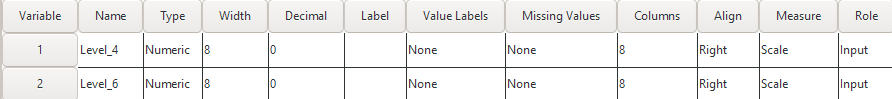 Variable Name Type Width Decimal Label Value Labels Missing Values Columns Align Measure Role
1 Level_4 Numeric 8 0 None None 8 Right Scale Input
2 Level_6 Numeric 8 0 None None 8 Right Scale Input